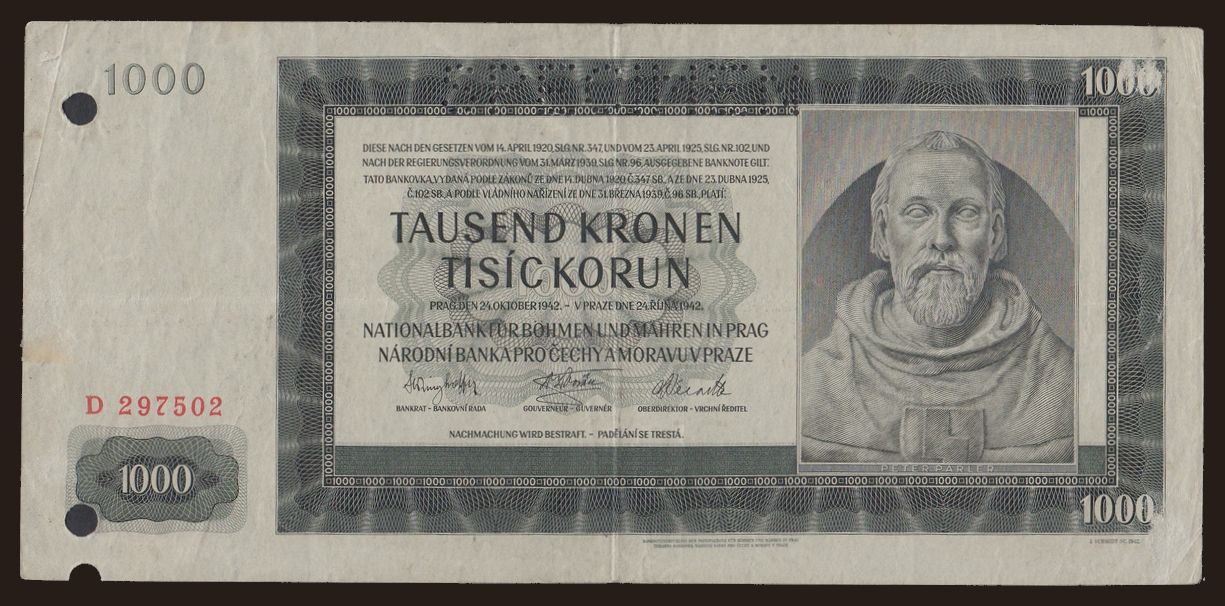 1000
1000
DIESE NACH DEN GESETZEN VOM 14. APRIL 1920, SLG. NR. 347, UND VOM 23. APRIL 1925, SLG. NR. 102, UND
NACH DER REGIERUNGSVERORDNUNG VOM 31. MÄRZ 1939, SLG. NR. 96, AUSGEGEBENE BANKNOTE GILT:
TATO BANKOVKA, VYDANÁ PODLE ZÁKONŮ ZE DNE 14. DUBNA 1920, Č. 347 SB., A ZE DNE 23. DUBNA 1925,
Č. 102 SB., A PODLE VLÁDNÍHO NAŘÍZENÍ ZE DNE 31. BŘEZNA 1939, Č. 96 SB., PLATÍ:
TAUSEND KRONEN
TISÍC KORUN
PRAG, DEN 24. OKTOBER 1942. – V PRAZE DNE 24. ŘÍJNA 1942.
NATIONALBANK FÜR BÖHMEN UND MÄHREN IN PRAG
NÁRODNÍ BANKA PRO ČECHY A MORAVU V PRAZE
BANKRAT – BANKOVNÍ RADA
GOUVERNEUR – GUVERNÉR
OBERDIREKTOR – VRCHNÍ ŘEDITEL
NACHMACHUNG WIRD BESTRAFT. – PADĚLÁNÍ SE TRESTÁ.
D 297502
1000
PETER PARLER
1000
J. SCHMIDT SC. 1942.